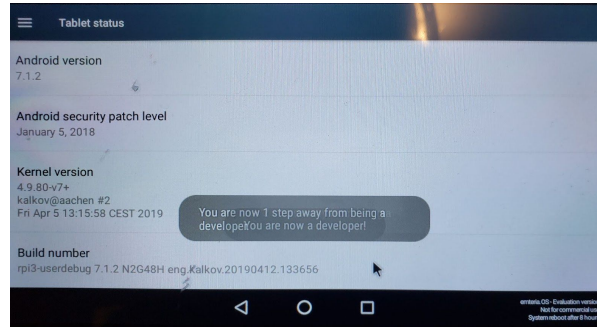 Tablet status
Android version
7.1.2
Android security patch level
January 5, 2018
Kernel version
4.9.80-v7+
kalkov@aachen #2
Fri Apr 5 13:15:58 CEST 2019
You are now 1 step away from being a
developer
You are now a developer!
Build number
rpi3-userdebug 7.1.2 N2G48H eng.kalkov.20190412.133656
emteria.OS - Evaluation versio
Not for commercial us
System reboot after 8 hour